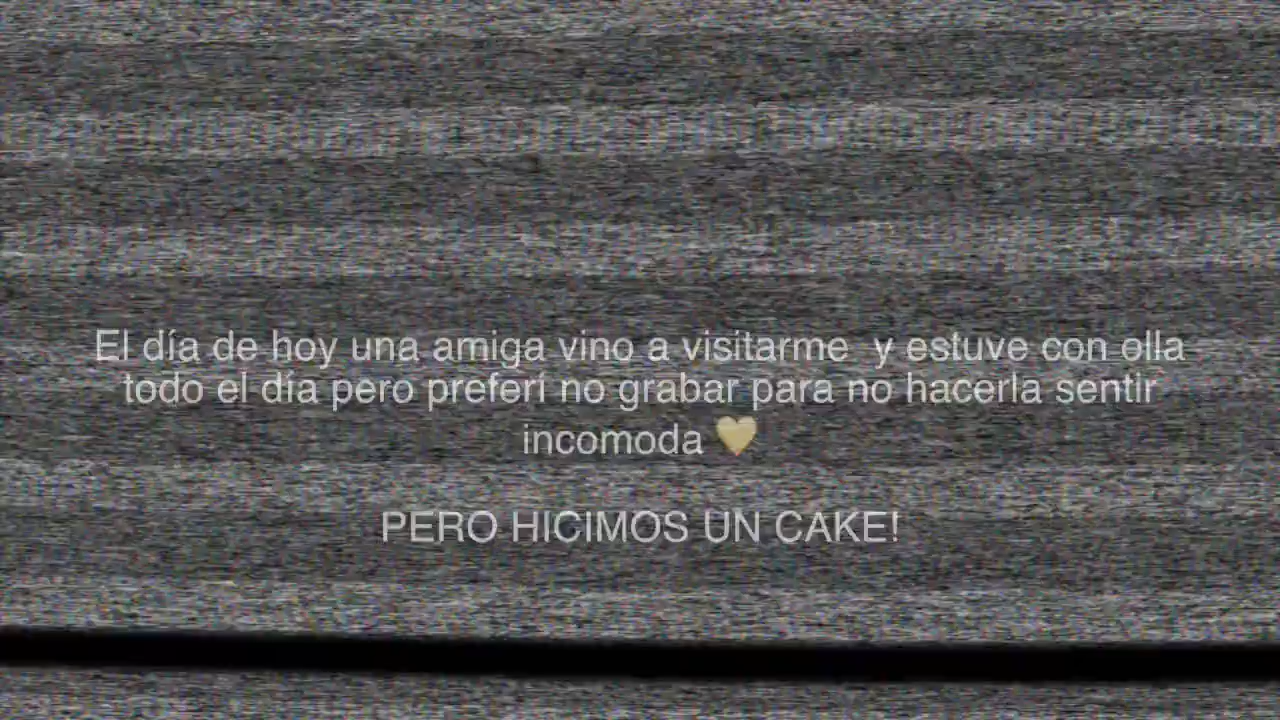 El día de hoy una amiga vino a visitarme  y estuve con ella
todo el día pero preferí no grabar para no hacerla sentir
incomoda 💛
PERO HICIMOS UN CAKE!